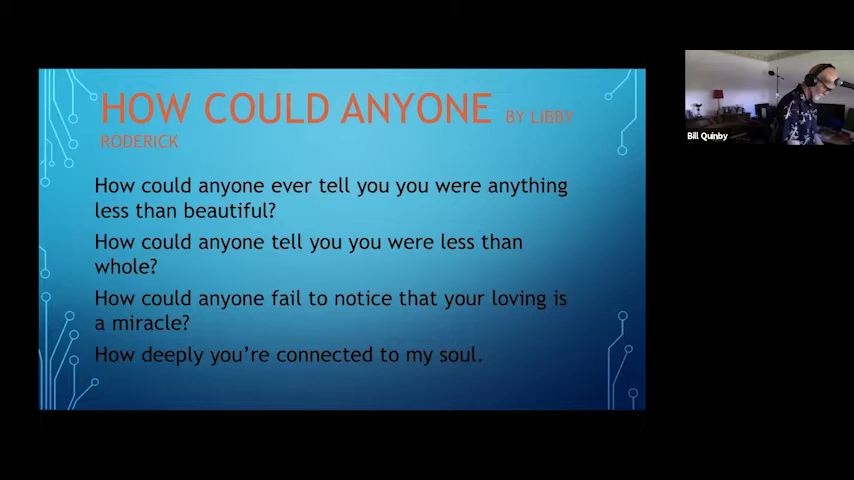 HOW COULD ANYONE BY LIBBY
RODERICK
How could anyone ever tell you you were anything
less than beautiful?
How could anyone tell you you were less than
whole?
How could anyone fail to notice that your loving is
a miracle?
How deeply you're connected to my soul.
Bill Quinby